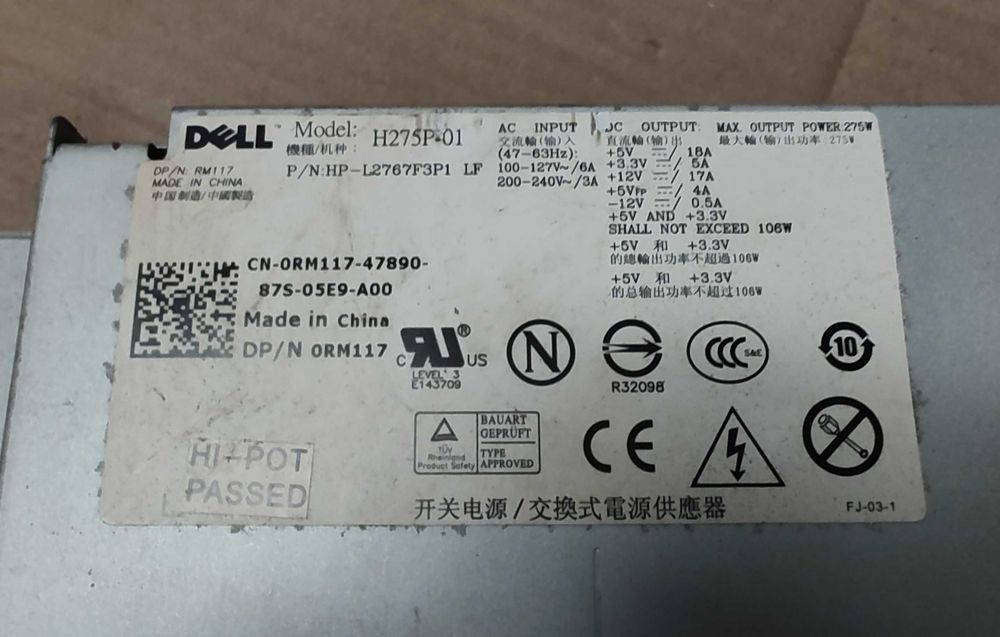 DELL™
Model: H275P-01
機種/机种:
P/N:HP-L2767F3P1 LF
DP/N: RM117
MADE IN CHINA
中国制造/中國製造
AC INPUT
交流輸(输)入
(47-63Hz):
100-127V~/6A
200-240V~/3A
DC OUTPUT: MAX. OUTPUT POWER:275W
直流輸(输)出 最大輸(输)出功率:275W
+5V ⎓/ 18A
+3.3V ⎓/ 5A
+12V ⎓/ 17A
+5VFP ⎓/ 4A
-12V ⎓/ 0.5A
+5V AND +3.3V
SHALL NOT EXCEED 106W
+5V 和 +3.3V
的總輸出功率不超過106W
+5V 和 +3.3V
的总输出功率不超过106W
CN-0RM117-47890-
87S-05E9-A00
Made in China
DP/N 0RM117
C RU® US
LEVEL 3
E143709
N
R32098
CCC S&E
10
TÜV
Rheinland
Product Safety
BAUART
GEPRÜFT
TYPE
APPROVED
CE
HI-POT
PASSED
开关电源/交換式電源供應器
FJ-03-1